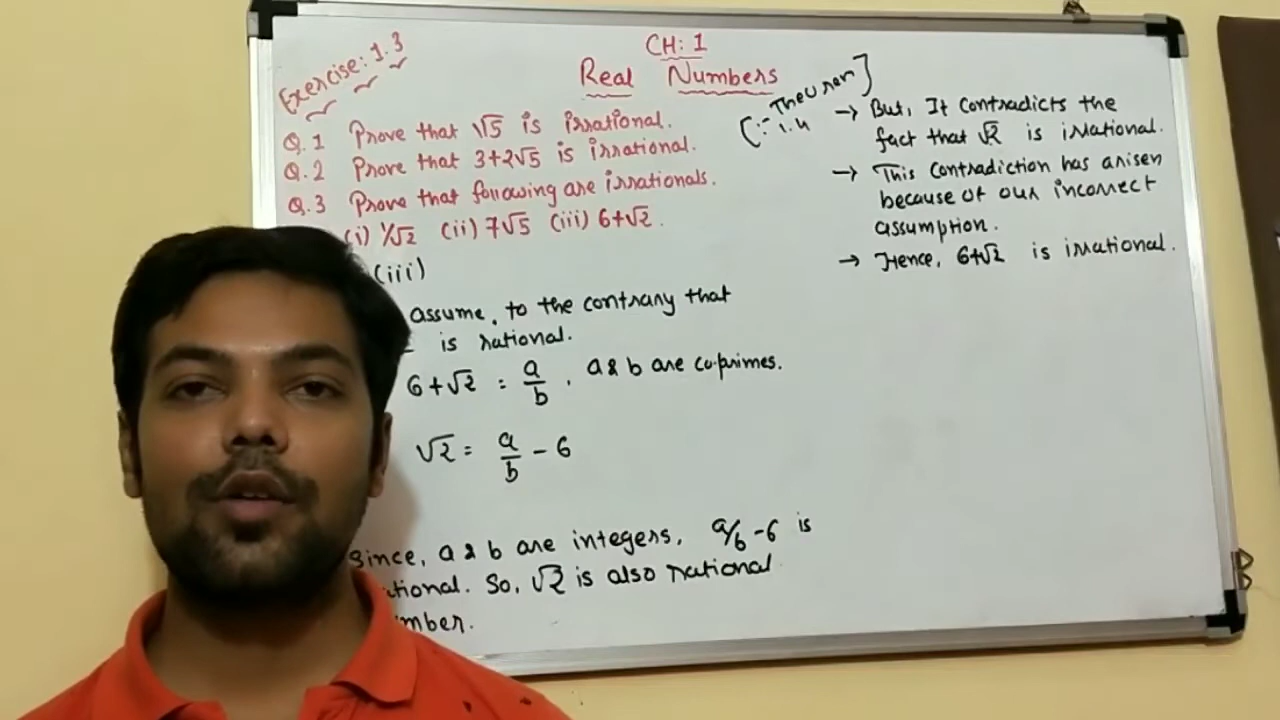 CH: 1
Real Numbers
Exercise: 1.3
Q.1 Prove that √5 is irrational.
Q.2 Prove that 3+2√5 is irrational.
Q.3 Prove that following are irrationals.
(i) 1/√2 (ii) 7√5 (iii) 6+√2.
(iii)
assume, to the contrary that
is rational.
6+√2 = a/b, a & b are co-primes.
√2 = a/b - 6
Since, a & b are integers, a/b - 6 is
So, √2 is also rational
[∵ Theorem
1.4]
→ But, It contradicts the
fact that √2 is irrational.
→ This contradiction has arisen
because of our incorrect
assumption.
→ Hence, 6+√2 is irrational.